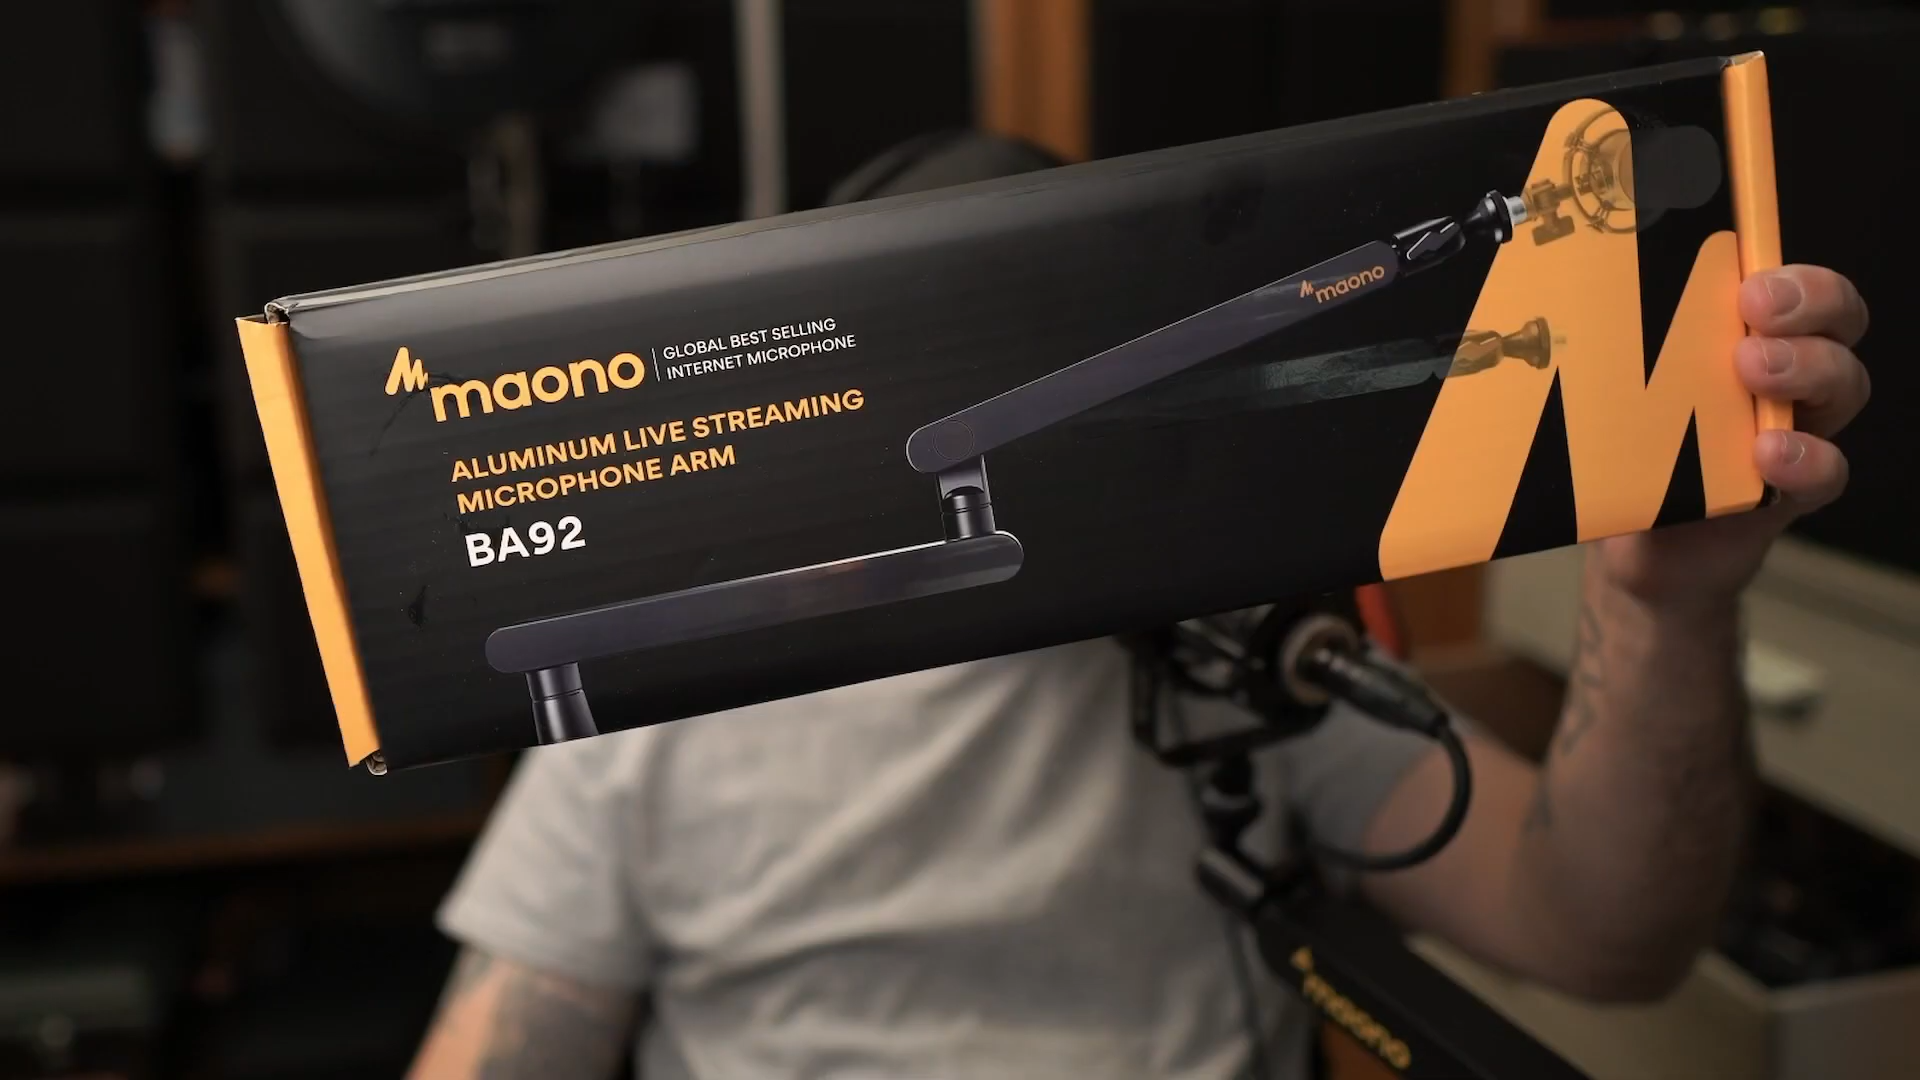 maono
GLOBAL BEST SELLING
INTERNET MICROPHONE
ALUMINUM LIVE STREAMING
MICROPHONE ARM
BA92
maono
maono